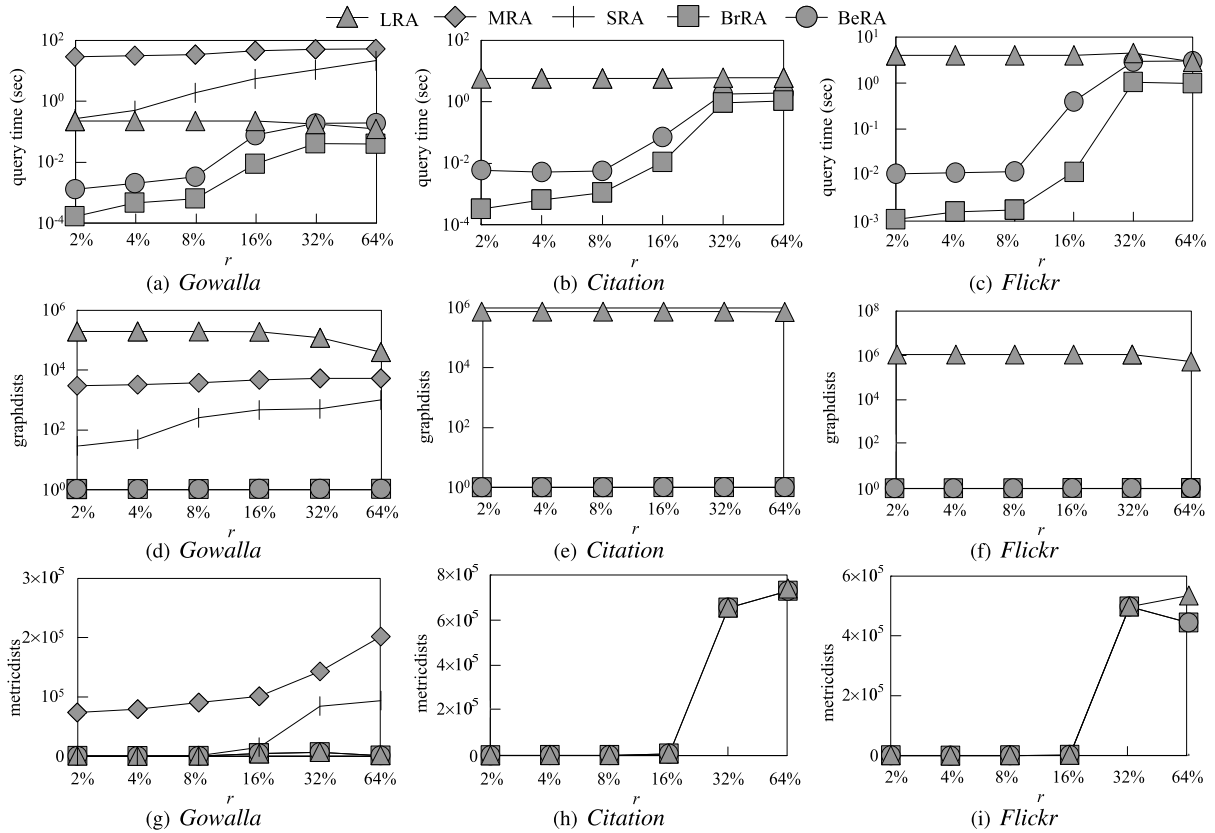 LRA MRA SRA BrRA BeRA
query time (sec)
10^2
10^0
10^-2
10^-4
2% 4% 8% 16% 32% 64%
r
(a) Gowalla
query time (sec)
10^2
10^0
10^-2
10^-4
2% 4% 8% 16% 32% 64%
r
(b) Citation
query time (sec)
10^1
10^0
10^-1
10^-2
10^-3
2% 4% 8% 16% 32% 64%
r
(c) Flickr
graphdists
10^6
10^4
10^2
10^0
2% 4% 8% 16% 32% 64%
r
(d) Gowalla
graphdists
10^6
10^4
10^2
10^0
2% 4% 8% 16% 32% 64%
r
(e) Citation
graphdists
10^8
10^6
10^4
10^2
10^0
2% 4% 8% 16% 32% 64%
r
(f) Flickr
metricdists
3×10^5
2×10^5
10^5
0
2% 4% 8% 16% 32% 64%
r
(g) Gowalla
metricdists
8×10^5
6×10^5
4×10^5
2×10^5
0
2% 4% 8% 16% 32% 64%
r
(h) Citation
metricdists
6×10^5
4×10^5
2×10^5
0
2% 4% 8% 16% 32% 64%
r
(i) Flickr